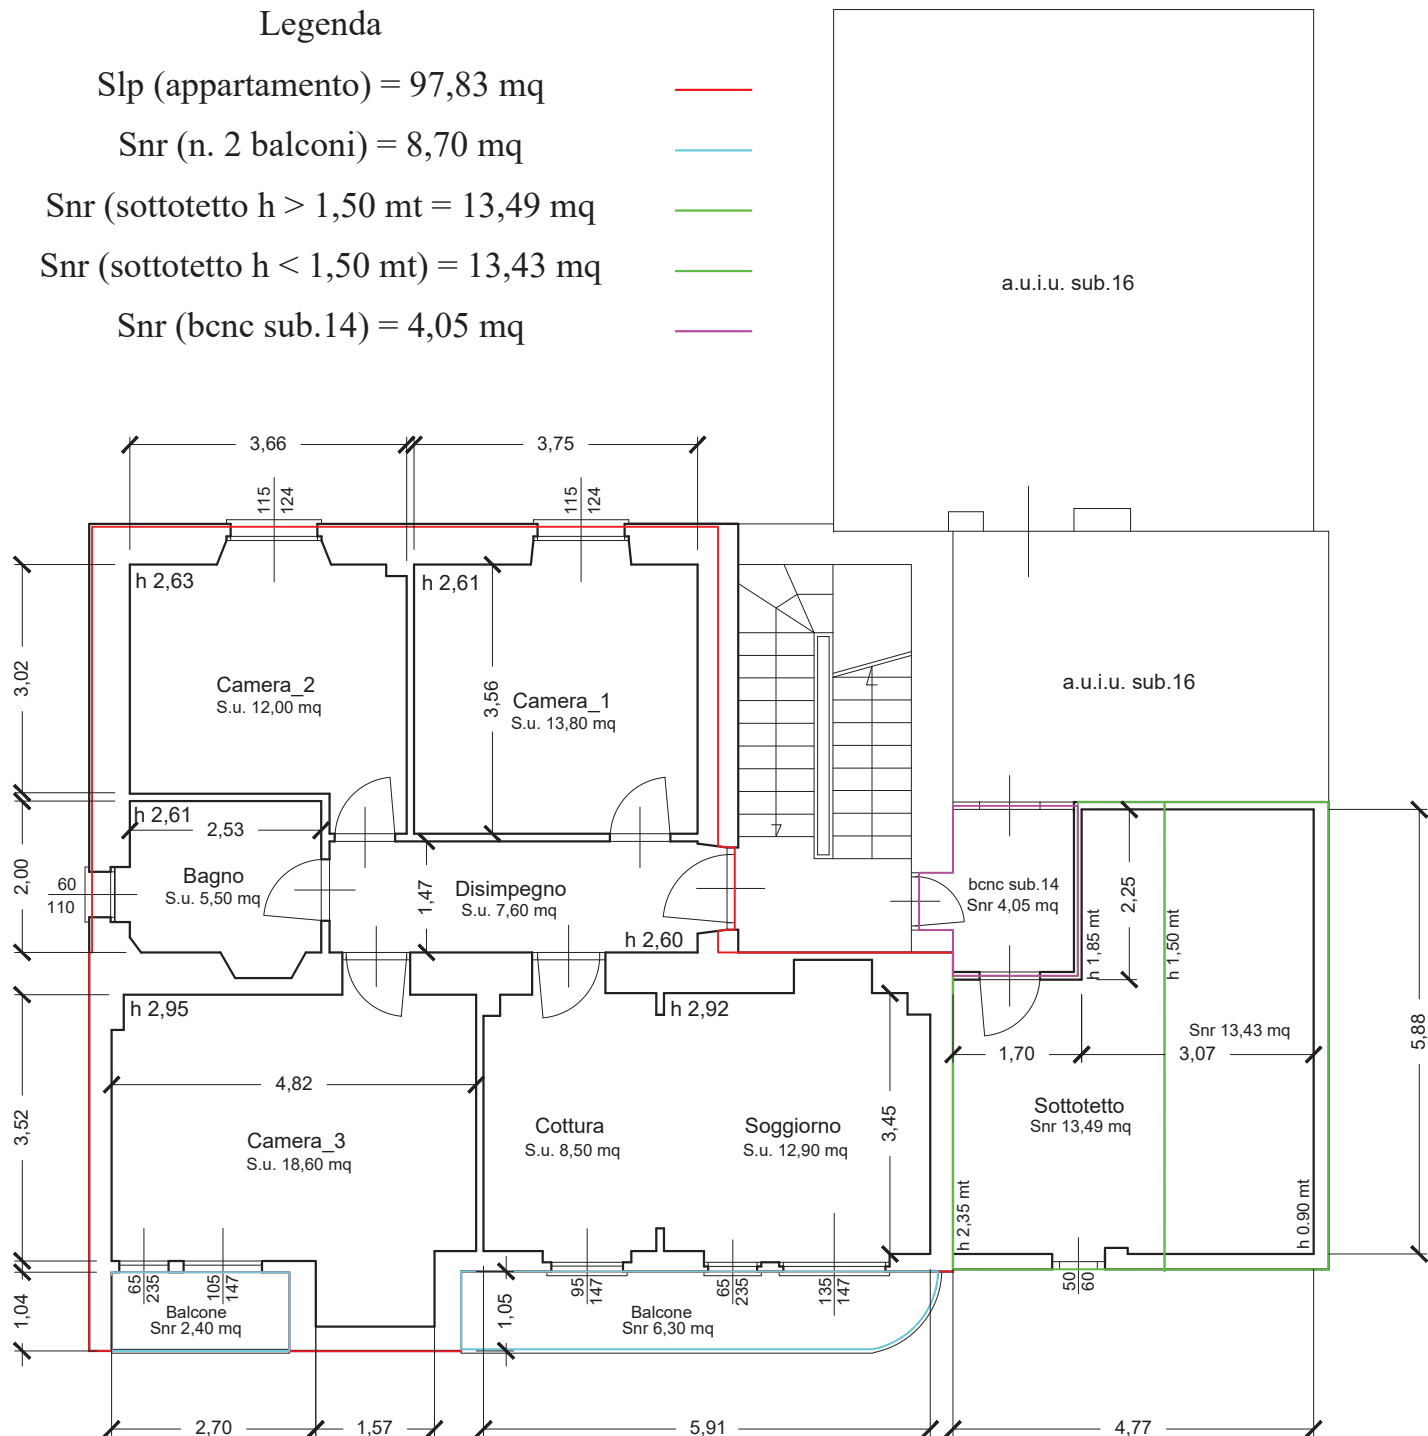 Legenda
Slp (appartamento) = 97,83 mq
Snr (n. 2 balconi) = 8,70 mq
Snr (sottotetto h > 1,50 mt = 13,49 mq
Snr (sottotetto h < 1,50 mt) = 13,43 mq
Snr (bcnc sub.14) = 4,05 mq
a.u.i.u. sub.16
3,66
3,75
115
124
115
124
h 2,63
h 2,61
3,02
Camera_2
S.u. 12,00 mq
3,56
Camera_1
S.u. 13,80 mq
a.u.i.u. sub.16
h 2,61
2,53
2,00
60
110
Bagno
S.u. 5,50 mq
1,47
Disimpegno
S.u. 7,60 mq
h 2,60
bcnc sub.14
Snr 4,05 mq
h 1,85 mt
2,25
h 1,50 mt
h 2,95
h 2,92
Snr 13,43 mq
1,70
3,07
5,88
4,82
3,52
Camera_3
S.u. 18,60 mq
Cottura
S.u. 8,50 mq
Soggiorno
S.u. 12,90 mq
3,45
Sottotetto
Snr 13,49 mq
h 2,35 mt
h 0.90 mt
65
235
105
147
95
147
65
235
135
147
50
60
1,04
Balcone
Snr 2,40 mq
1,05
Balcone
Snr 6,30 mq
2,70
1,57
5,91
4,77